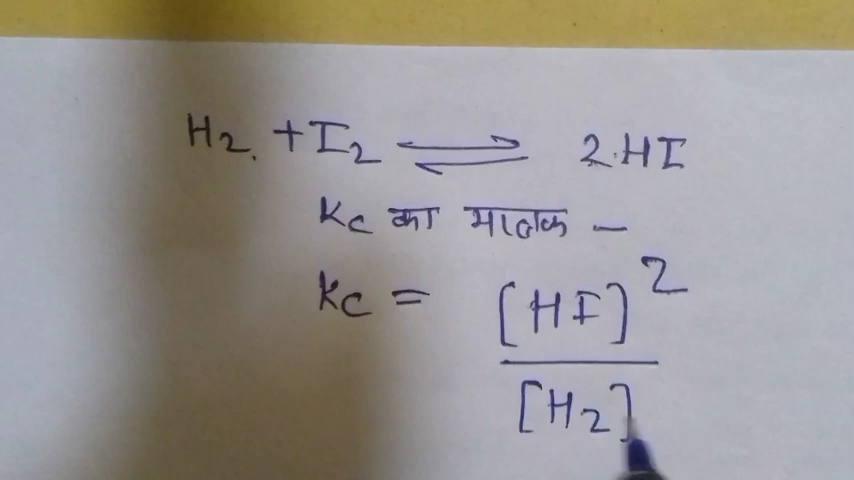 H₂ + I₂ ⇌ 2HI
Kc का मात्रक —
Kc = [HI]²
[H₂]